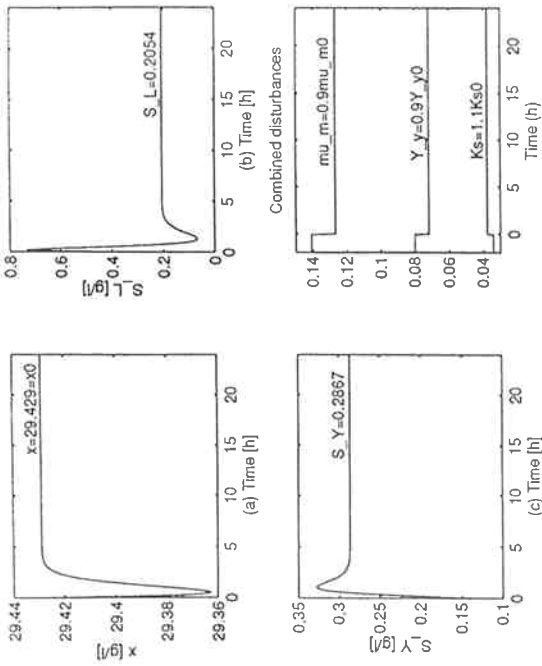 29.44
29.42
29.4
29.38
29.36
x [g/l]
x=29.429=x0
0 5 10 15 20
(a) Time [h]
0.8
0.6
0.4
0.2
0
S_L [g/l]
S_L=0.2054
0 5 10 15 20
(b) Time [h]
0,35
0.3
0.25
0.2
0.1
S_Y [g/l]
S_Y=0.2867
0 5 10 15 20
(c) Time [h]
Combined disturbances
0.14
0.12
0.1
0.08
0.06
0.04
mu_m=0.9mu_m0
Y_y=0.9Y_y0
Ks=1.1Ks0
0 5 10 15 20
Time (h)